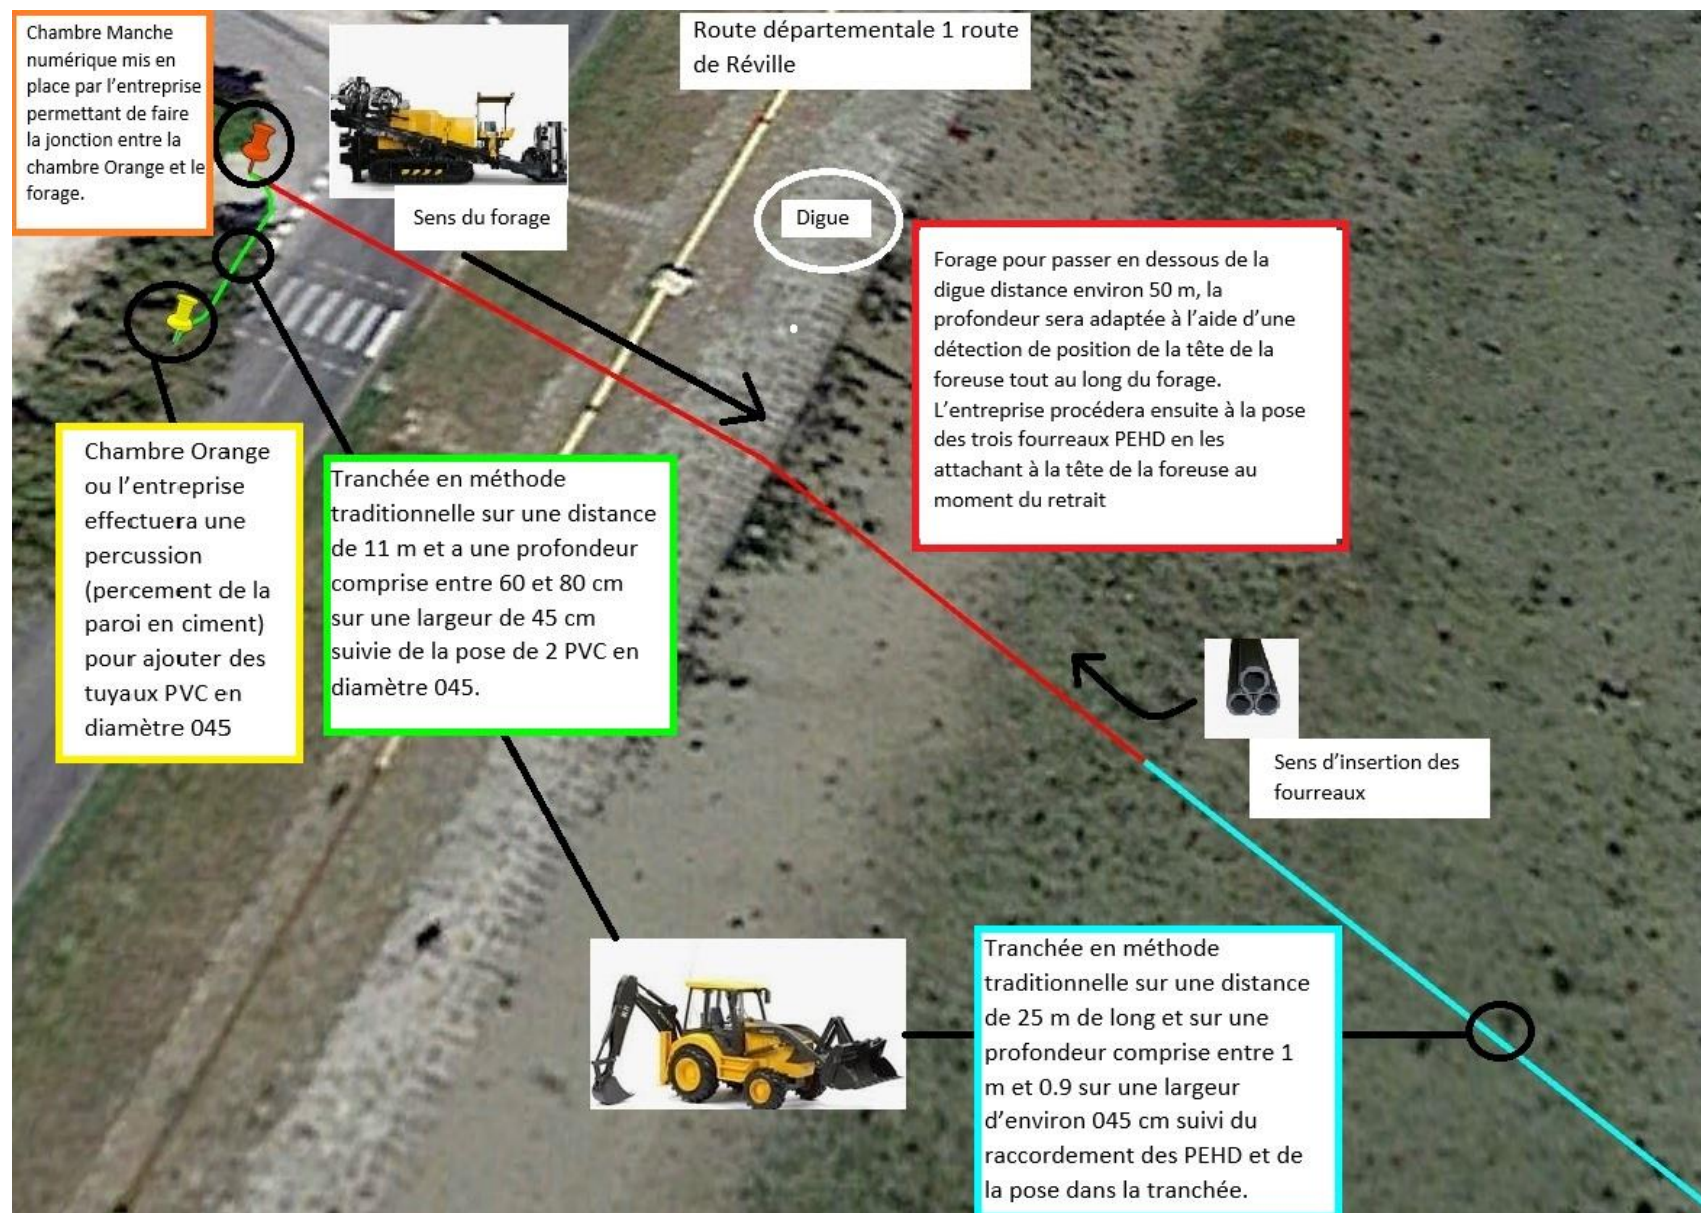 Chambre Manche
numérique mis en
place par l'entreprise
permettant de faire
la jonction entre la
chambre Orange et le
forage.
Route départementale 1 route
de Réville
Sens du forage
Digue
Forage pour passer en dessous de la
digue distance environ 50 m, la
profondeur sera adaptée à l'aide d'une
détection de position de la tête de la
foreuse tout au long du forage.
L'entreprise procédera ensuite à la pose
des trois fourreaux PEHD en les
attachant à la tête de la foreuse au
moment du retrait
Chambre Orange
ou l'entreprise
effectuera une
percussion
(percement de la
paroi en ciment)
pour ajouter des
tuyaux PVC en
diamètre 045
Tranchée en méthode
traditionnelle sur une distance
de 11 m et a une profondeur
comprise entre 60 et 80 cm
sur une largeur de 45 cm
suivie de la pose de 2 PVC en
diamètre 045.
Sens d'insertion des
fourreaux
Tranchée en méthode
traditionnelle sur une distance
de 25 m de long et sur une
profondeur comprise entre 1
m et 0.9 sur une largeur
d'environ 045 cm suivi du
raccordement des PEHD et de
la pose dans la tranchée.